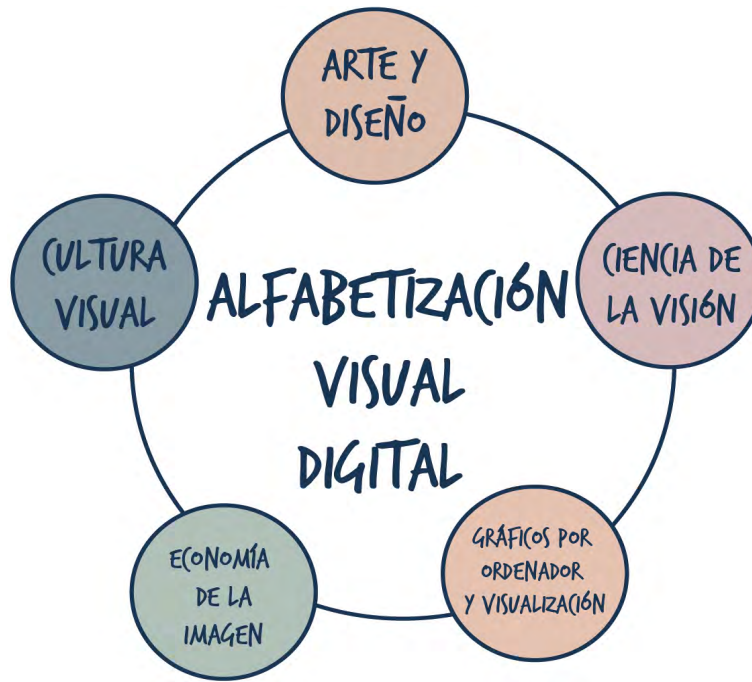 ARTE Y
DISEÑO
CULTURA
VISUAL
CIENCIA DE
LA VISIÓN
ALFABETIZACIÓN
VISUAL
DIGITAL
GRÁFICOS POR
ORDENADOR
Y VISUALIZACIÓN
ECONOMÍA
DE LA
IMAGEN